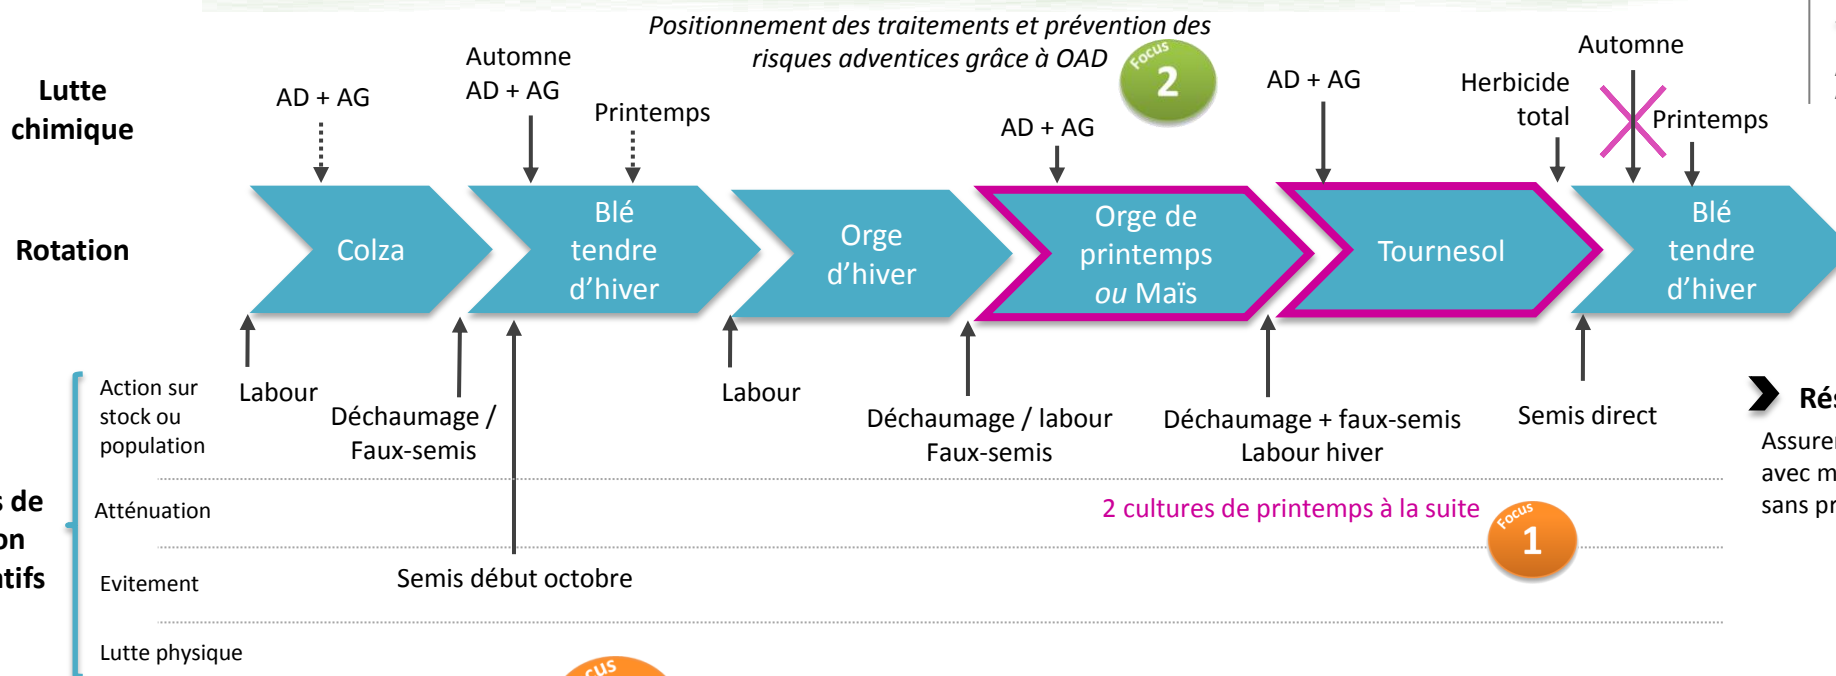 Positionnement des traitements et prévention des
risques adventices grâce à OAD
Focus
2
Lutte
chimique
AD + AG
Automne
AD + AG
Printemps
AD + AG
AD + AG
Herbicide
total
Automne
Printemps
Rotation
Colza
Blé
tendre
d'hiver
Orge
d'hiver
Orge de
printemps
ou Maïs
Tournesol
Blé
tendre
d'hiver
Action sur
stock ou
population
Labour
Déchaumage /
Faux-semis
Labour
Déchaumage / labour
Faux-semis
Déchaumage + faux-semis
Labour hiver
Semis direct
Atténuation
2 cultures de printemps à la suite
Focus
1
Evitement
Semis début octobre
Lutte physique